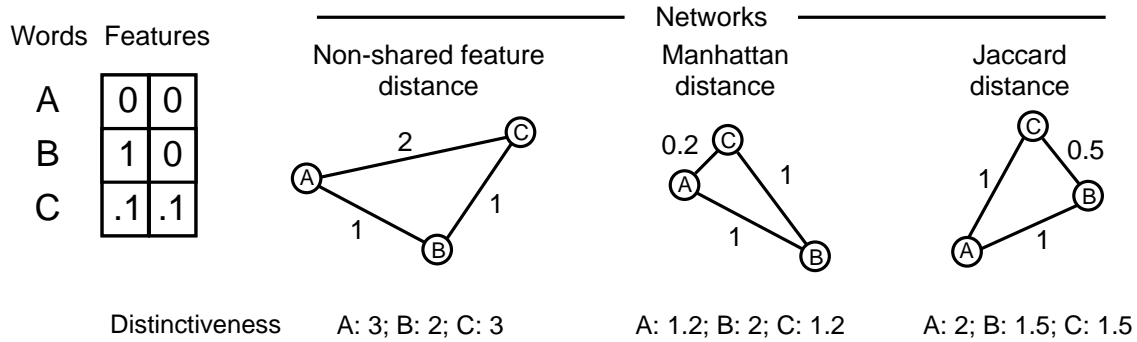 Networks
Words Features
Non-shared feature
distance
Manhattan
distance
Jaccard
distance
A 0 0
B 1 0
C .1 .1
A
B
C
2
1
1
A
B
C
0.2
1
1
A
B
C
1
0.5
1
Distinctiveness A: 3; B: 2; C: 3 A: 1.2; B: 2; C: 1.2 A: 2; B: 1.5; C: 1.5